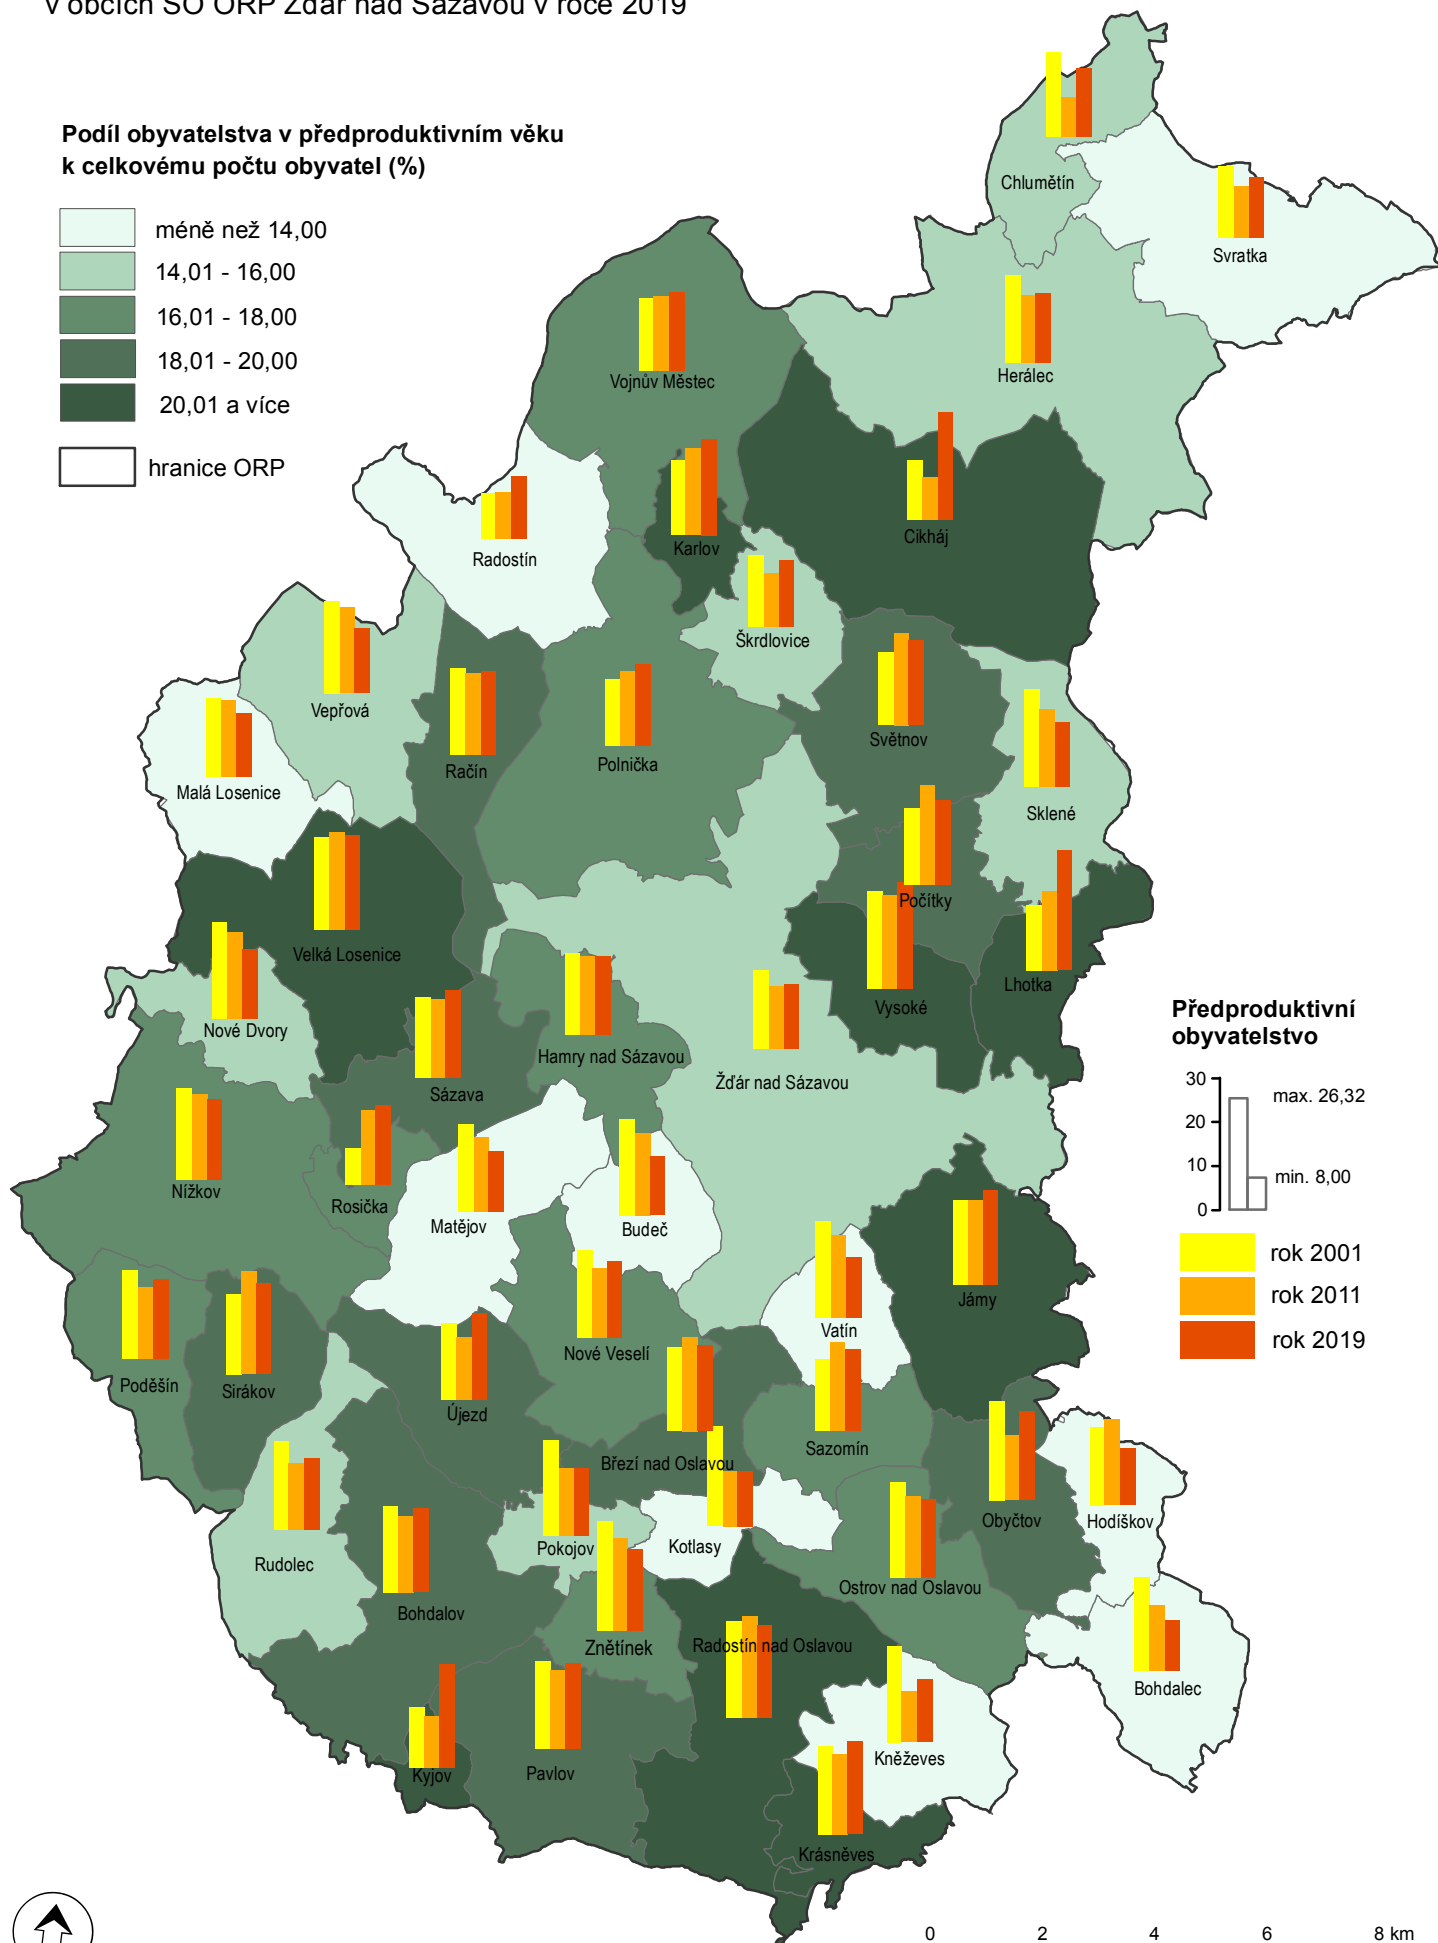 v obcích SO ORP Žďár nad Sázavou v roce 2019
Podíl obyvatelstva v předproduktivním věku
k celkovému počtu obyvatel (%)
méně než 14,00
14,01 - 16,00
16,01 - 18,00
18,01 - 20,00
20,01 a více
hranice ORP
Chlumětín
Svratka
Herálec
Vojnův Městec
Cikháj
Karlov
Radostín
Škrdlovice
Vepřová
Světnov
Polnička
Račín
Malá Losenice
Sklené
Počítky
Velká Losenice
Lhotka
Vysoké
Nové Dvory
Hamry nad Sázavou
Žďár nad Sázavou
Sázava
Nížkov
Rosička
Matějov
Budeč
Předproduktivní
obyvatelstvo
30
20
10
0
max. 26,32
min. 8,00
rok 2001
rok 2011
rok 2019
Jámy
Vatín
Nové Veselí
Poděšín
Sirákov
Újezd
Sazomín
Březí nad Oslavou
Obyčtov
Hodíškov
Pokojov
Kotlasy
Rudolec
Ostrov nad Oslavou
Bohdalov
Znětínek
Radostín nad Oslavou
Bohdalec
Kněževes
Pavlov
Kyjov
Krásněves
0 2 4 6 8 km